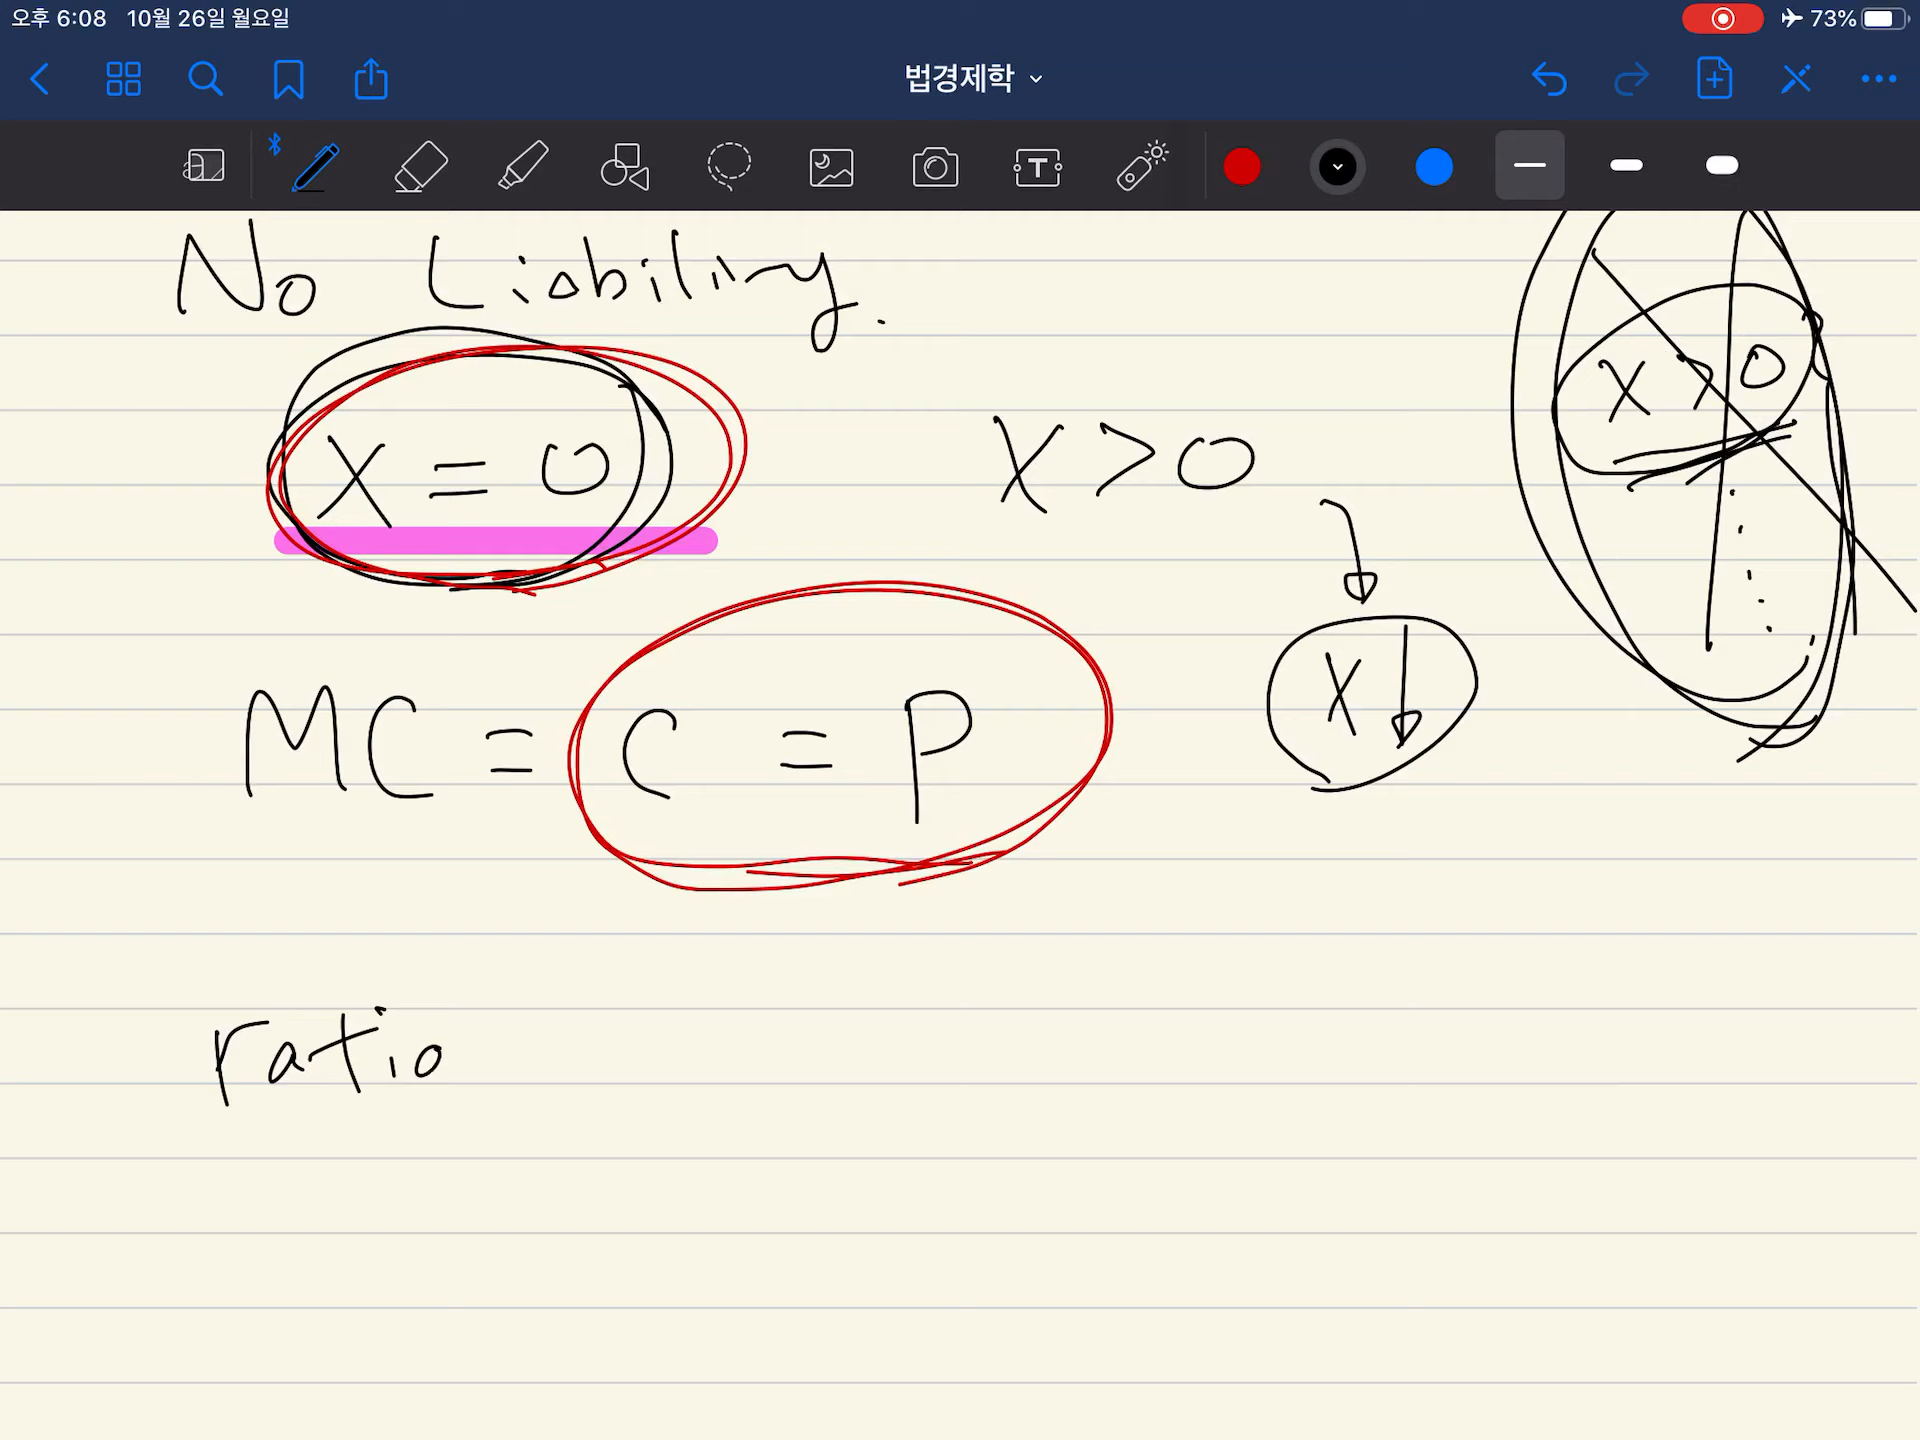 오후 6:08 10월 26일 월요일 73%
법경제학
T
No Liability.
X > 0
X = 0 X > 0
X ↓
MC = C = P
ratio